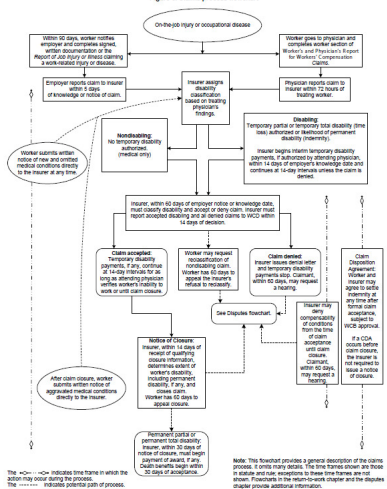 On-the-job injury or occupational disease
Within 90 days, worker notifies
employer and completes signed,
written documentation or the
Report of Job Injury or Illness claiming
a work-related injury or disease.
Worker goes to physician and
completes worker section of
Worker's and Physician's Report
for Workers' Compensation
Claims.
Employer reports claim to insurer
within 5 days
of knowledge or notice of claim.
Insurer assigns
disability
classification
based on treating
physician's
findings.
Physician reports claim
to insurer within 72 hours of
treating worker.
Nondisabling:
No temporary disability
authorized
(medical only)
Disabling:
Temporary partial or temporary total disability (time
loss) authorized or likelihood of permanent
disability (indemnity).
Insurer begins interim temporary disability
payments, if authorized by attending physician,
within 14 days of employer's knowledge date and
continues at 14-day intervals unless the claim is
denied.
Worker submits written
notice of new and omitted
medical conditions directly
to the insurer at any time.
Insurer, within 60 days of employer notice or knowledge date,
must classify disability and accept or deny claim. Insurer must
report accepted disabling and all denied claims to WCD within
14 days of decision.
Claim accepted:
Temporary disability
payments, if any, continue
at 14-day intervals for as
long as attending physician
verifies worker's inability to
work or until claim closure.
Worker may request
reclassification of
nondisabling claim.
Worker has 60 days to
appeal the insurer's
refusal to reclassify.
Claim denied:
Insurer issues denial letter
and temporary disability
payments stop. Claimant,
within 60 days, may request
a hearing.
Claim
Disposition
Agreement:
Worker and
insurer may
agree to settle
indemnity at
any time after
formal claim
acceptance,
subject to
WCB approval.
If a CDA
occurs before
claim closure,
the insurer is
not required to
issue a notice
of closure.
See Disputes flowchart.
Insurer may
deny
compensability
of conditions
from the time
of claim
acceptance
until claim
closure.
Claimant,
within 60 days,
may request
a hearing.
Notice of Closure:
Insurer, within 14 days of
receipt of qualifying
closure information,
determines extent of
worker's disability,
including permanent
disability, if any, and
closes claim.
Worker has 60 days to
appeal closure.
After claim closure, worker
submits written notice of
aggravated medical conditions
directly to the insurer.
Permanent partial or
permanent total disability:
Insurer, within 30 days of
notice of closure, must begin
payment of award, if any.
Death benefits begin within
30 days of acceptance.
The indicates time frame in which the
action may occur during the process.
The indicates potential path of process.
Note: This flowchart provides a general description of the claims
process. It omits many details. The time frames shown are those
in statute and rule; exceptions to these time frames are not
shown. Flowcharts in the return-to-work chapter and the disputes
chapter provide additional information.